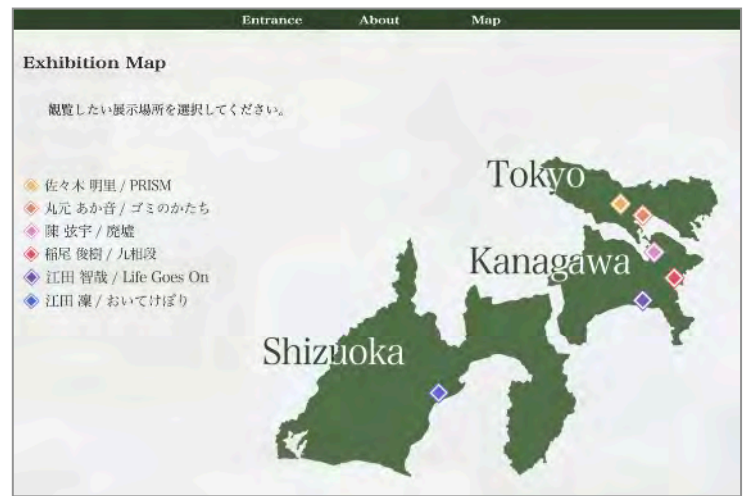 Entrance About Map
Exhibition Map
観覧したい展示場所を選択してください。
佐々木 明里 / PRISM
丸元 あか音 / ゴミのかたち
陳 弦宇 / 廃墟
稲尾 俊樹 / 九相段
江田 智哉 / Life Goes On
江田 凜 / おいてけぼり
Tokyo
Kanagawa
Shizuoka